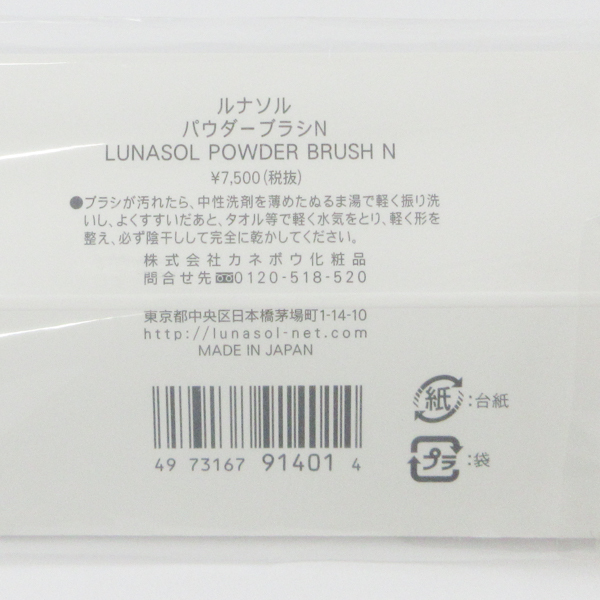 ルナソル
パウダーブラシN
LUNASOL POWDER BRUSH N
¥7,500(税抜)
●ブラシが汚れたら、中性洗剤を薄めたぬるま湯で軽く振り洗
いし、よくすすいだあと、タオル等で軽く水気をとり、軽く形を
整え、必ず陰干しして完全に乾かしてください。
株式会社カネボウ化粧品
問合せ先 0120-518-520
東京都中央区日本橋茅場町1-14-10
http://lunasol-net.com
MADE IN JAPAN
紙:台紙
プラ:袋
49 73167 91401 4